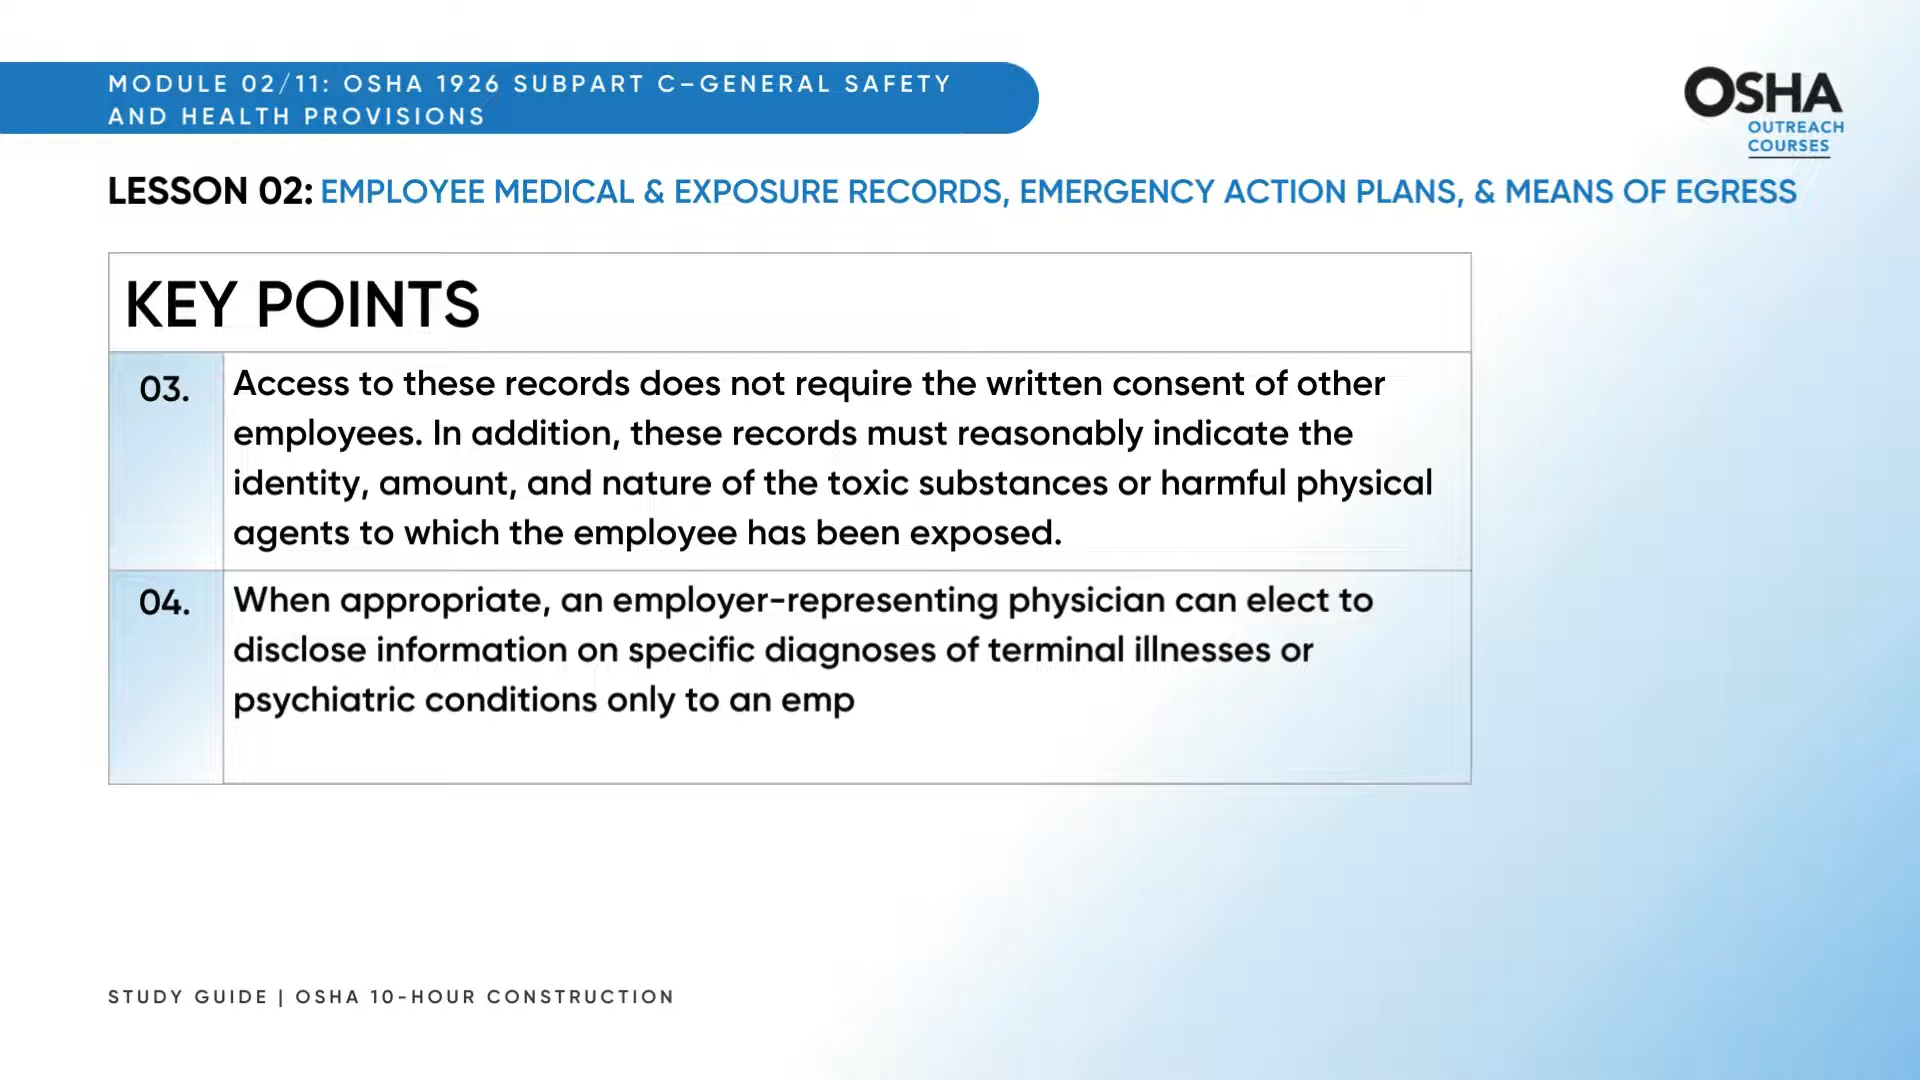 MODULE 02/11: OSHA 1926 SUBPART C–GENERAL SAFETY
AND HEALTH PROVISIONS
OSHA
OUTREACH
COURSES
LESSON 02: EMPLOYEE MEDICAL & EXPOSURE RECORDS, EMERGENCY ACTION PLANS, & MEANS OF EGRESS
KEY POINTS
03. Access to these records does not require the written consent of other
employees. In addition, these records must reasonably indicate the
identity, amount, and nature of the toxic substances or harmful physical
agents to which the employee has been exposed.
04. When appropriate, an employer-representing physician can elect to
disclose information on specific diagnoses of terminal illnesses or
psychiatric conditions only to an emp
STUDY GUIDE | OSHA 10-HOUR CONSTRUCTION